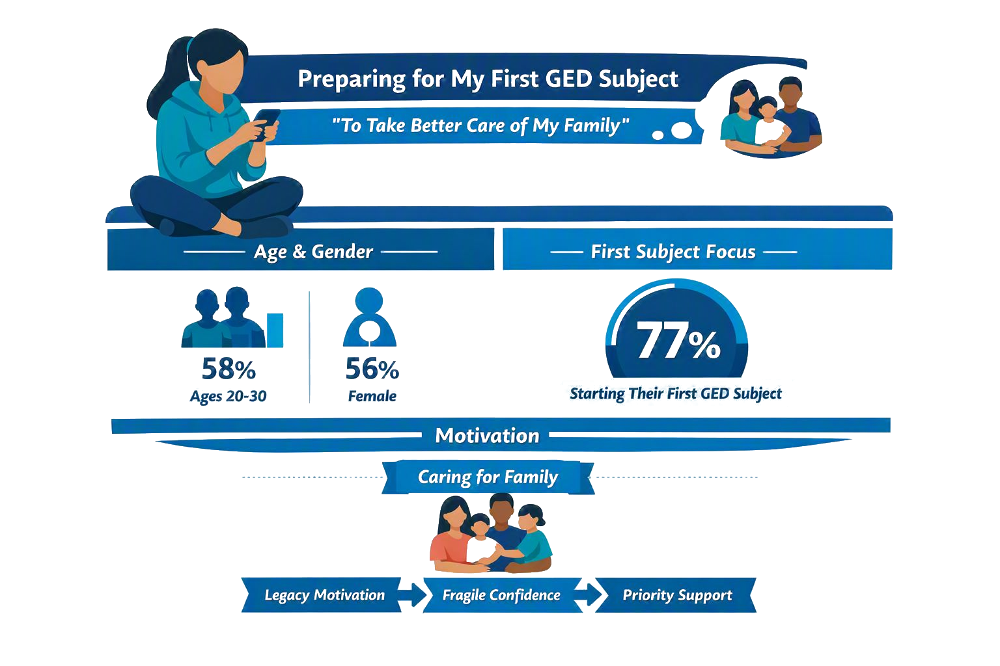 Preparing for My First GED Subject
"To Take Better Care of My Family"
Age & Gender
First Subject Focus
58%
Ages 20-30
56%
Female
77%
Starting Their First GED Subject
Motivation
Caring for Family
Legacy Motivation
Fragile Confidence
Priority Support